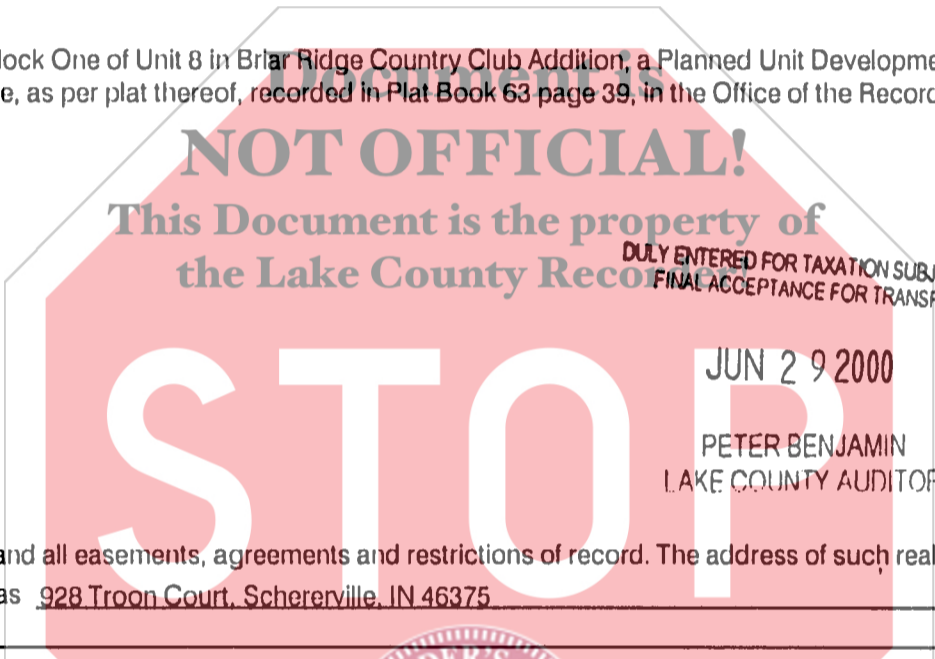 lock One of Unit 8 in Briar Ridge Country Club Addition, a Planned Unit Developme
e, as per plat thereof, recorded in Plat Book 63 page 39, in the Office of the Record
Document is
NOT OFFICIAL!
This Document is the property of
the Lake County Recorder!
DULY ENTERED FOR TAXATION SUBJ
FINAL ACCEPTANCE FOR TRANSF
STOP
JUN 29 2000
PETER BENJAMIN
LAKE COUNTY AUDITOR
and all easements, agreements and restrictions of record. The address of such real
as 928 Troon Court, Schererville, IN 46375